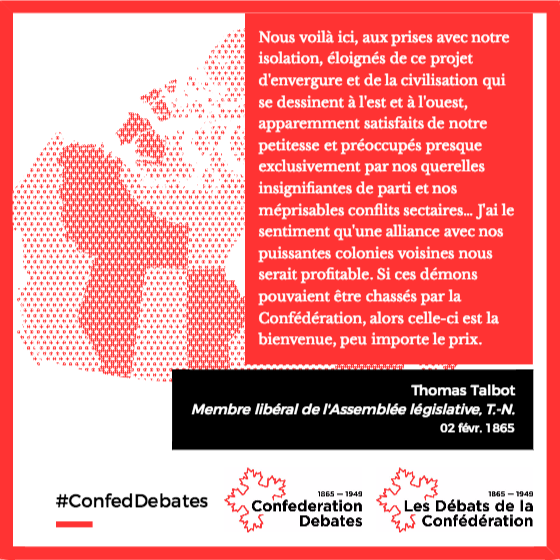 Nous voilà ici, aux prises avec notre
isolation, éloignés de ce projet
d'envergure et de la civilisation qui
se dessinent à l'est et à l'ouest,
apparemment satisfaits de notre
petitesse et préoccupés presque
exclusivement par nos querelles
insignifiantes de parti et nos
méprisables conflits sectaires... J'ai le
sentiment qu'une alliance avec nos
puissantes colonies voisines nous
serait profitable. Si ces démons
pouvaient être chassés par la
Confédération, alors celle-ci est la
bienvenue, peu importe le prix.
Thomas Talbot
Membre libéral de l'Assemblée législative, T.-N.
02 févr. 1865
#ConfedDebates
1865 — 1949
Confederation
Debates
1865 — 1949
Les Débats de la
Confédération